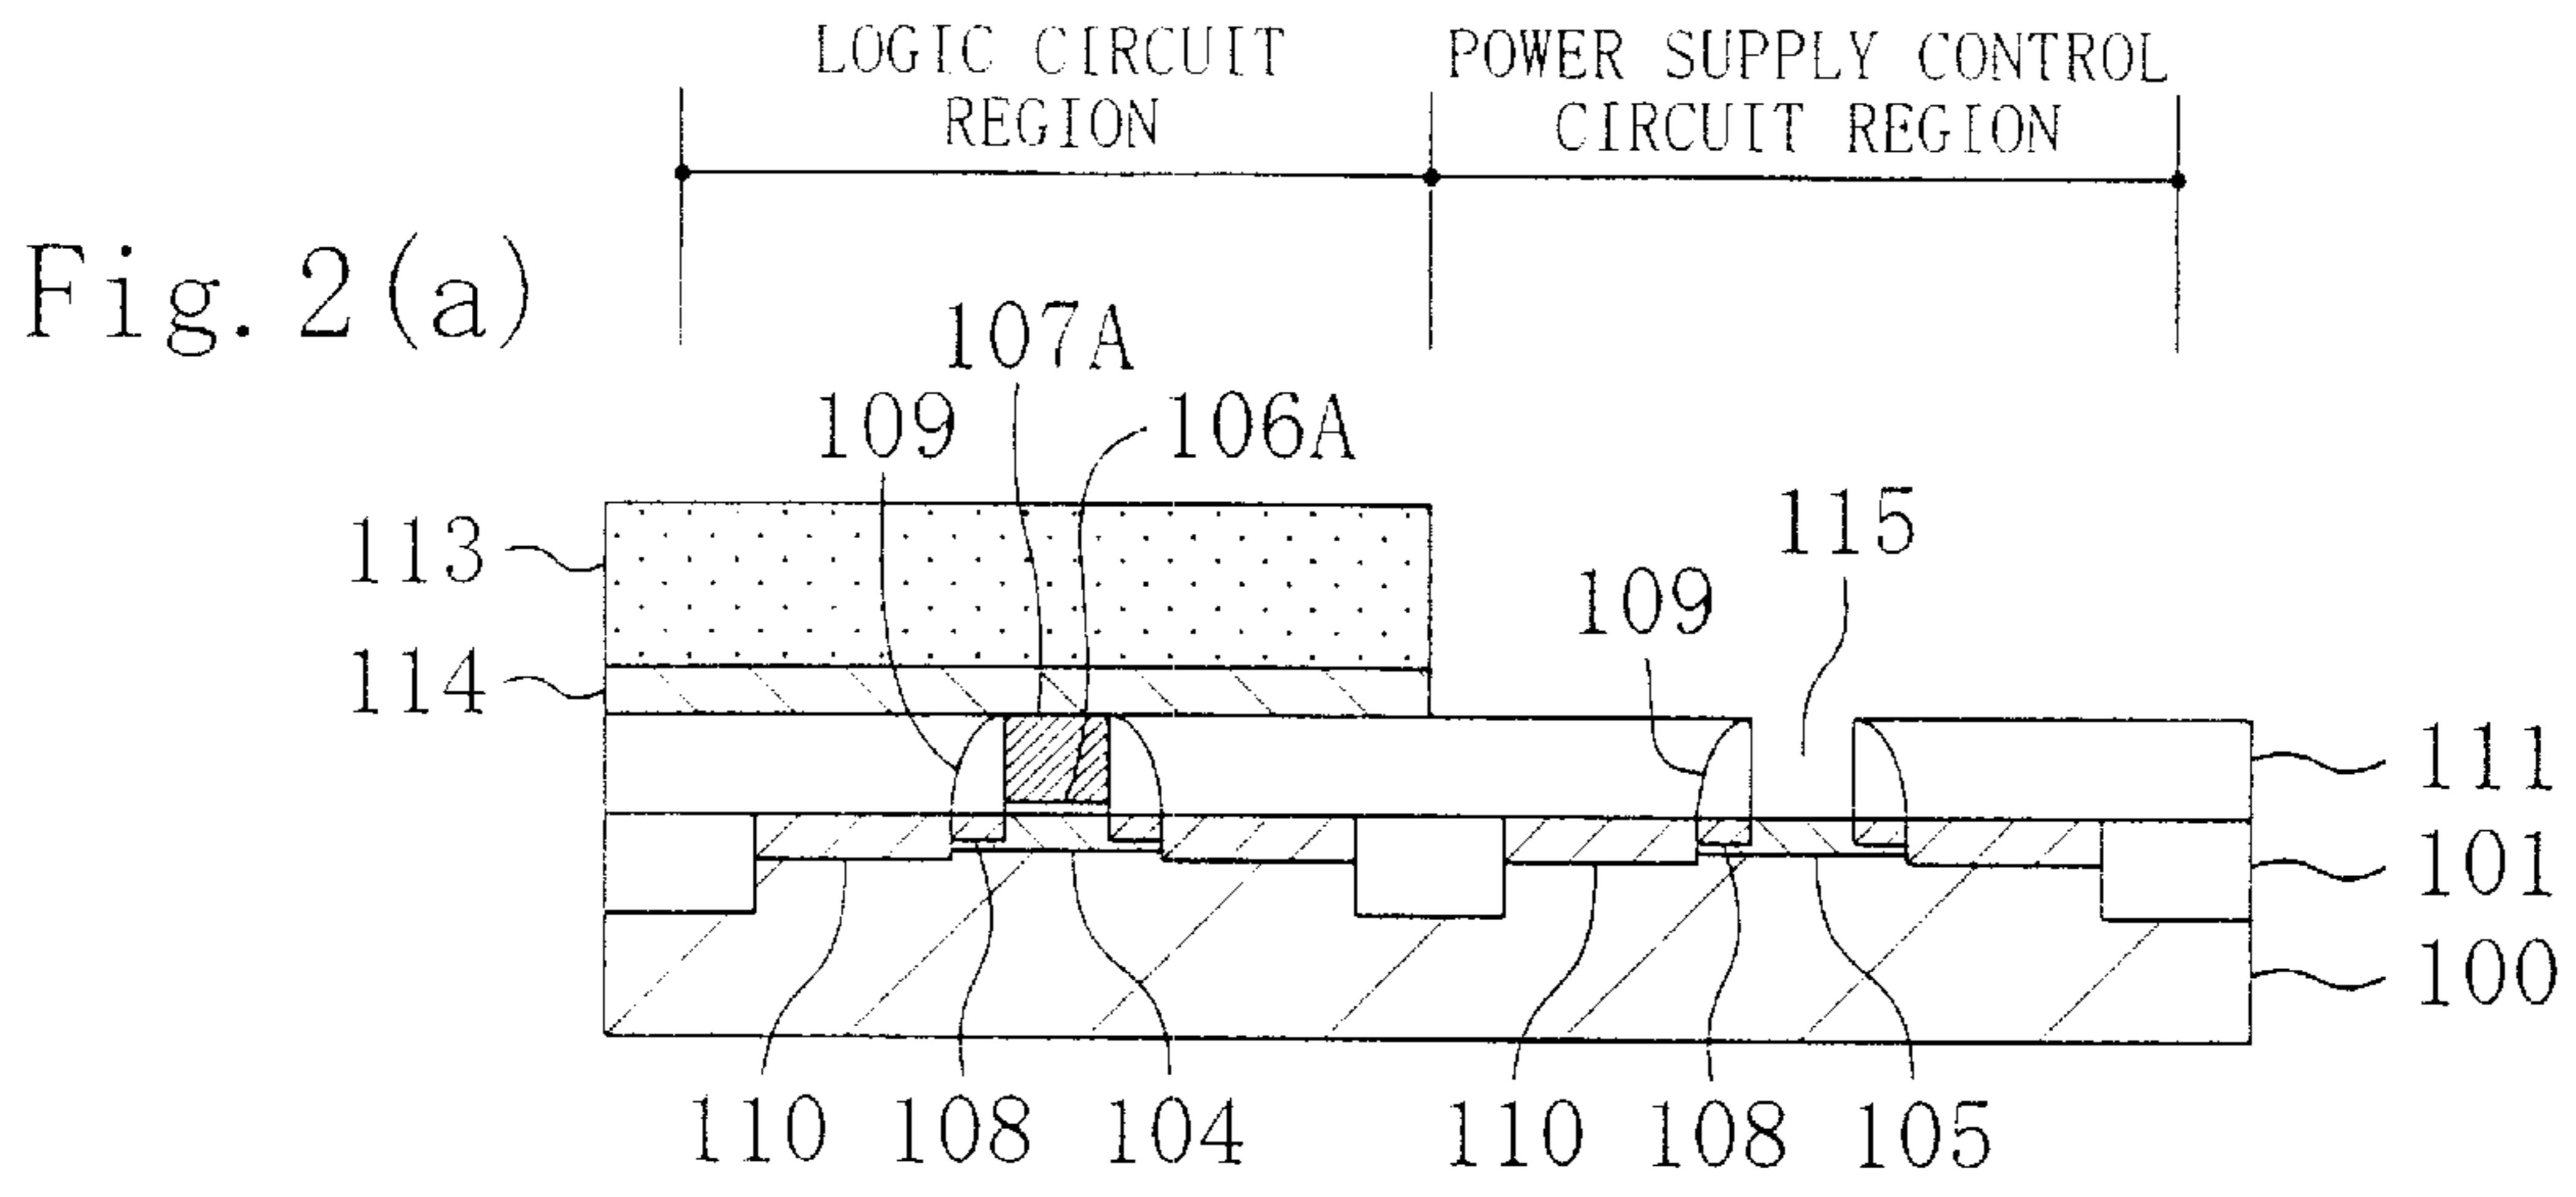 LOGIC CIRCUIT
REGION
POWER SUPPLY CONTROL
CIRCUIT REGION
Fig. 2(a)
107A
109
106A
113
115
109
114
111
101
100
110
108
104
110
108
105